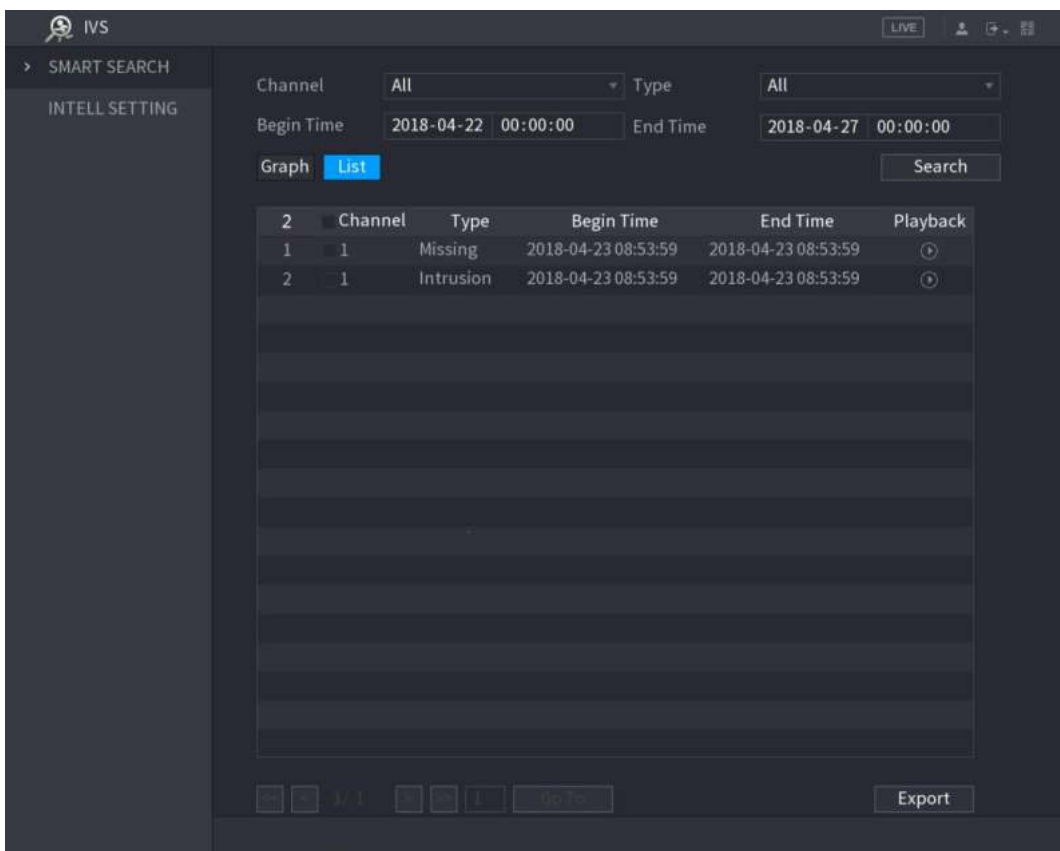 IVS LIVE
SMART SEARCH
INTELL SETTING
Channel All Type All
Begin Time 2018-04-22 00:00:00 End Time 2018-04-27 00:00:00
Graph List Search
2 Channel Type Begin Time End Time Playback
1 1 Missing 2018-04-23 08:53:59 2018-04-23 08:53:59
2 1 Intrusion 2018-04-23 08:53:59 2018-04-23 08:53:59
1/ 1 1 Go To Export